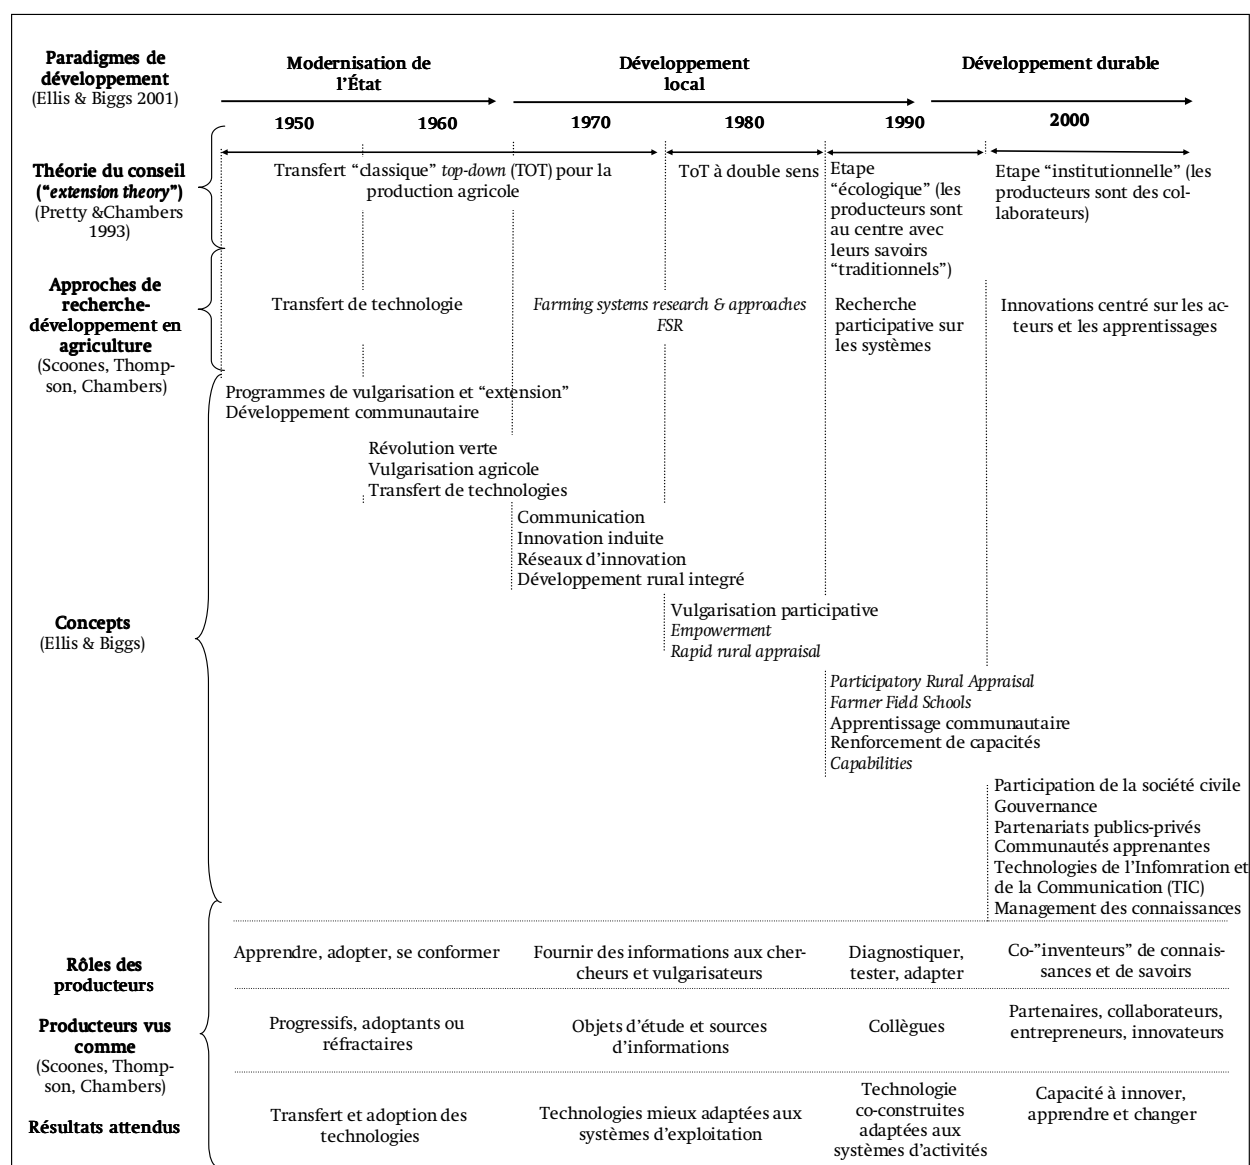 Paradigmes de
développement
(Ellis & Biggs 2001)
Modernisation de
l'État
Développement
local
Développement durable
1950
1960
1970
1980
1990
2000
Théorie du conseil
(“extension theory”)
(Pretty &Chambers
1993)
Transfert “classique” top-down (TOT) pour la
production agricole
ToT à double sens
Etape
“écologique” (les
producteurs sont
au centre avec
leurs savoirs
“traditionnels”)
Etape “institutionnelle” (les
producteurs sont des col-
laborateurs)
Approches de
recherche-
développement en
agriculture
(Scoones, Thomp-
son, Chambers)
Transfert de technologie
Farming systems research & approaches
FSR
Recherche
participative sur
les systèmes
Innovations centré sur les ac-
teurs et les apprentissages
Concepts
(Ellis & Biggs)
Programmes de vulgarisation et “extension”
Développement communautaire
Révolution verte
Vulgarisation agricole
Transfert de technologies
Communication
Innovation induite
Réseaux d'innovation
Développement rural integré
Vulgarisation participative
Empowerment
Rapid rural appraisal
Participatory Rural Appraisal
Farmer Field Schools
Apprentissage communautaire
Renforcement de capacités
Capabilities
Participation de la société civile
Gouvernance
Partenariats publics-privés
Communautés apprenantes
Technologies de l'Infomration et
de la Communication (TIC)
Management des connaissances
Rôles des
producteurs
Apprendre, adopter, se conformer
Fournir des informations aux cher-
cheurs et vulgarisateurs
Diagnostiquer,
tester, adapter
Co-”inventeurs” de connais-
sances et de savoirs
Producteurs vus
comme
(Scoones, Thomp-
son, Chambers)
Progressifs, adoptants ou
réfractaires
Objets d'étude et sources
d'informations
Collègues
Partenaires, collaborateurs,
entrepreneurs, innovateurs
Résultats attendus
Transfert et adoption des
technologies
Technologies mieux adaptées aux
systèmes d'exploitation
Technologie
co-construites
adaptées aux
systèmes d'activités
Capacité à innover,
apprendre et changer